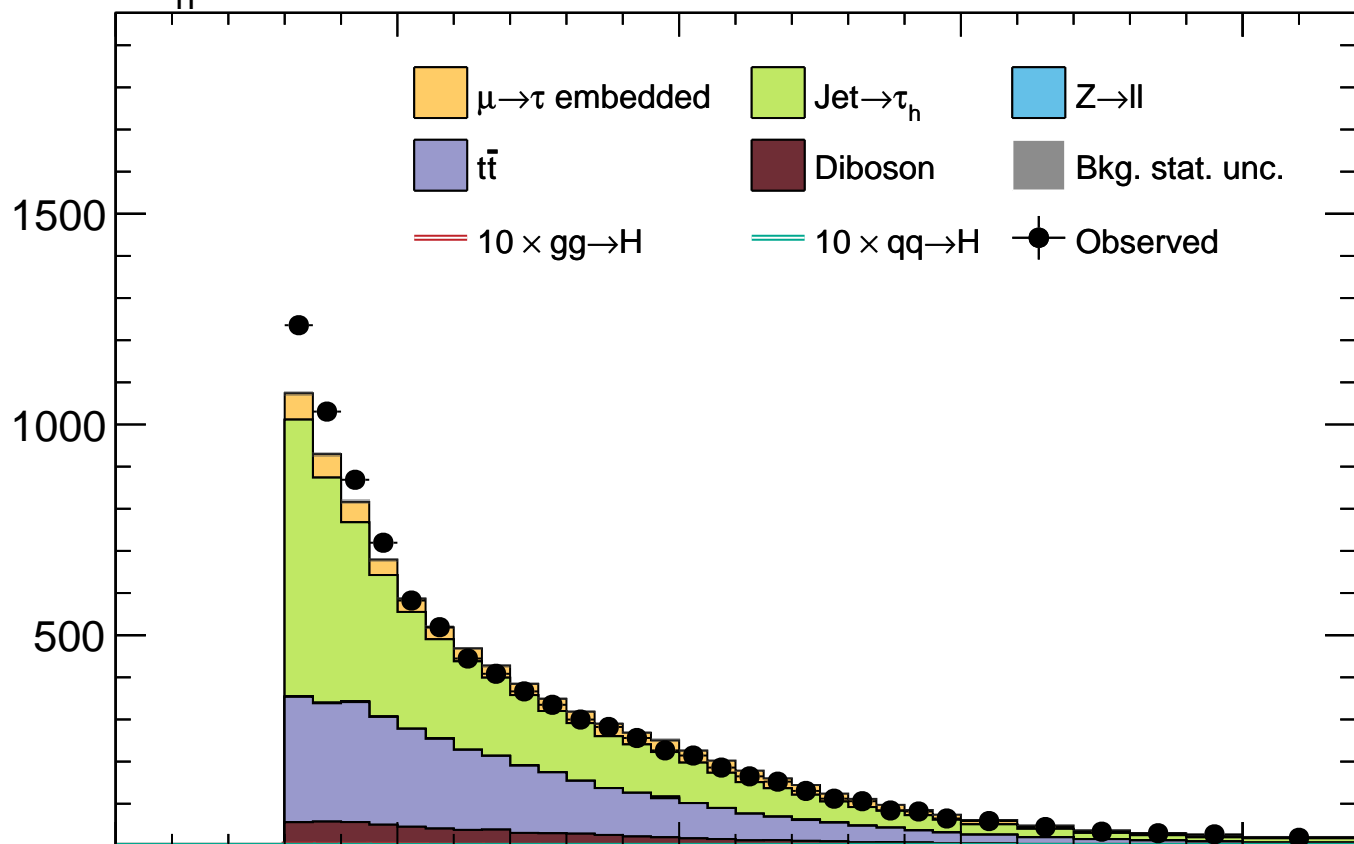 μ→τ embedded Jet→τh Z→ll
tt̄ Diboson Bkg. stat. unc.
10 × gg→H 10 × qq→H Observed
1500
1000
500